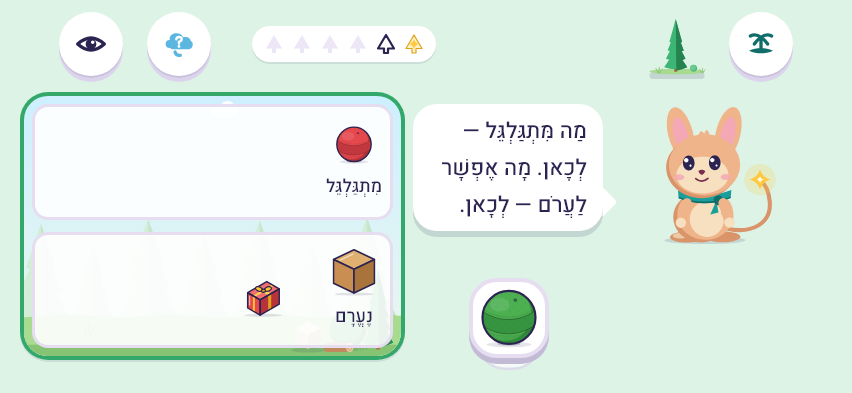 מַה מִּתְגַּלְגֵּל –
לְכָאן. מָה אֶפְשָׁר
לַעֲרֹם – לְכָאן.
מִתְגַּלְגֵּל
נֶעֱרָם
?